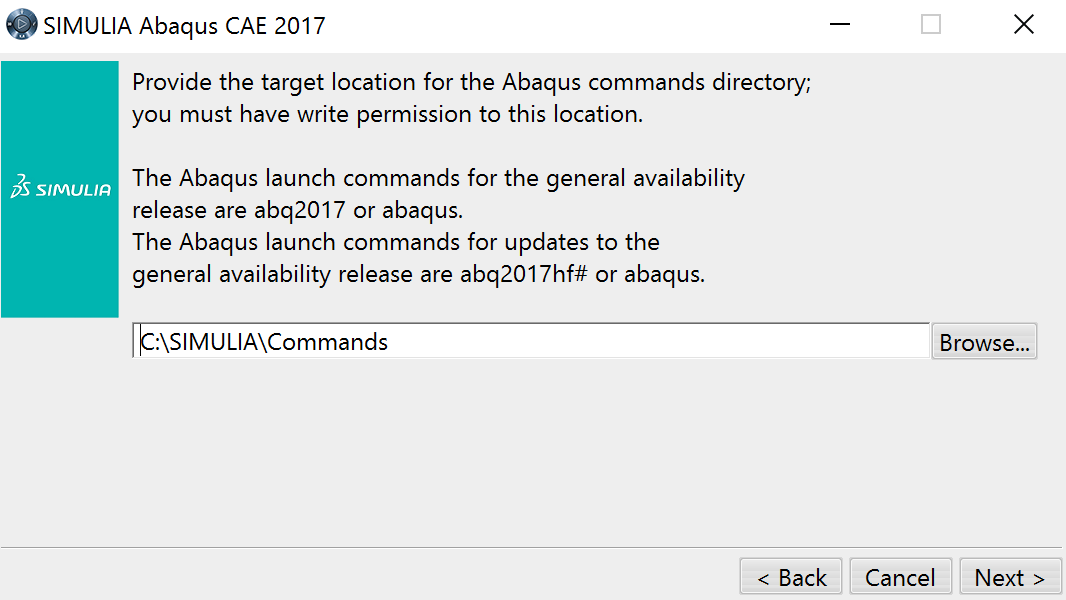 SIMULIA Abaqus CAE 2017
Provide the target location for the Abaqus commands directory;
you must have write permission to this location.
The Abaqus launch commands for the general availability
release are abq2017 or abaqus.
The Abaqus launch commands for updates to the
general availability release are abq2017hf# or abaqus.
SIMULIA
C:\SIMULIA\Commands
Browse...
< Back
Cancel
Next >